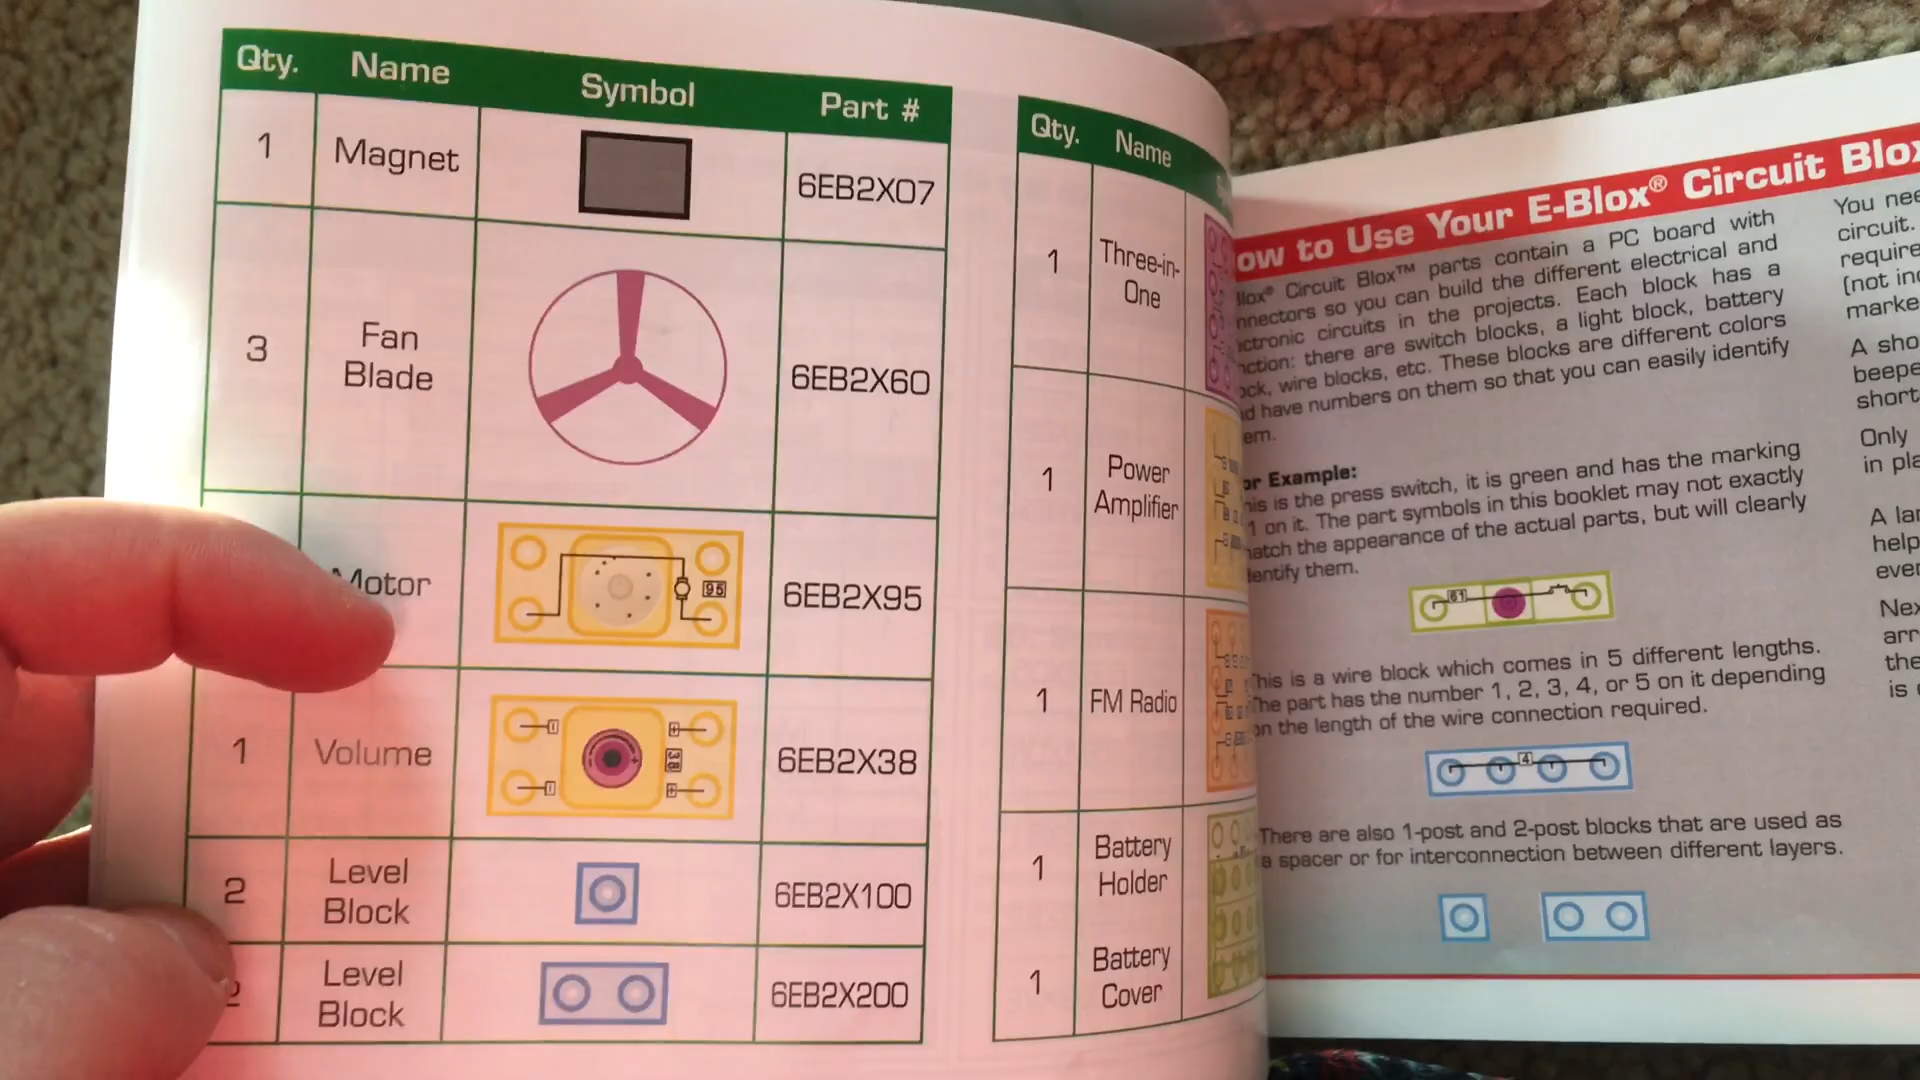 Qty. Name Symbol Part #
1 Magnet 6EB2X07
3 Fan
Blade 6EB2X60
Motor 95 6EB2X95
1 Volume 38 6EB2X38
2 Level
Block 6EB2X100
2 Level
Block 6EB2X200
Qty. Name
1 Three-in-
One
1 Power
Amplifier
1 FM Radio
1 Battery
Holder
1 Battery
Cover
ow to Use Your E-Blox® Circuit Blox
lox® Circuit Blox™ parts contain a PC board with
nnectors so you can build the different electrical and
ctronic circuits in the projects. Each block has a
nction: there are switch blocks, a light block, battery
ock, wire blocks, etc. These blocks are different colors
d have numbers on them so that you can easily identify
em.
or Example:
his is the press switch, it is green and has the marking
1 on it. The part symbols in this booklet may not exactly
match the appearance of the actual parts, but will clearly
identify them.
61
This is a wire block which comes in 5 different lengths.
The part has the number 1, 2, 3, 4, or 5 on it depending
on the length of the wire connection required.
4
There are also 1-post and 2-post blocks that are used as
a spacer or for interconnection between different layers.
You nee
circuit.
require
(not inc
marke
A sho
beepe
short
Only
in pla
A lar
help
ever
Nex
arr
the
is